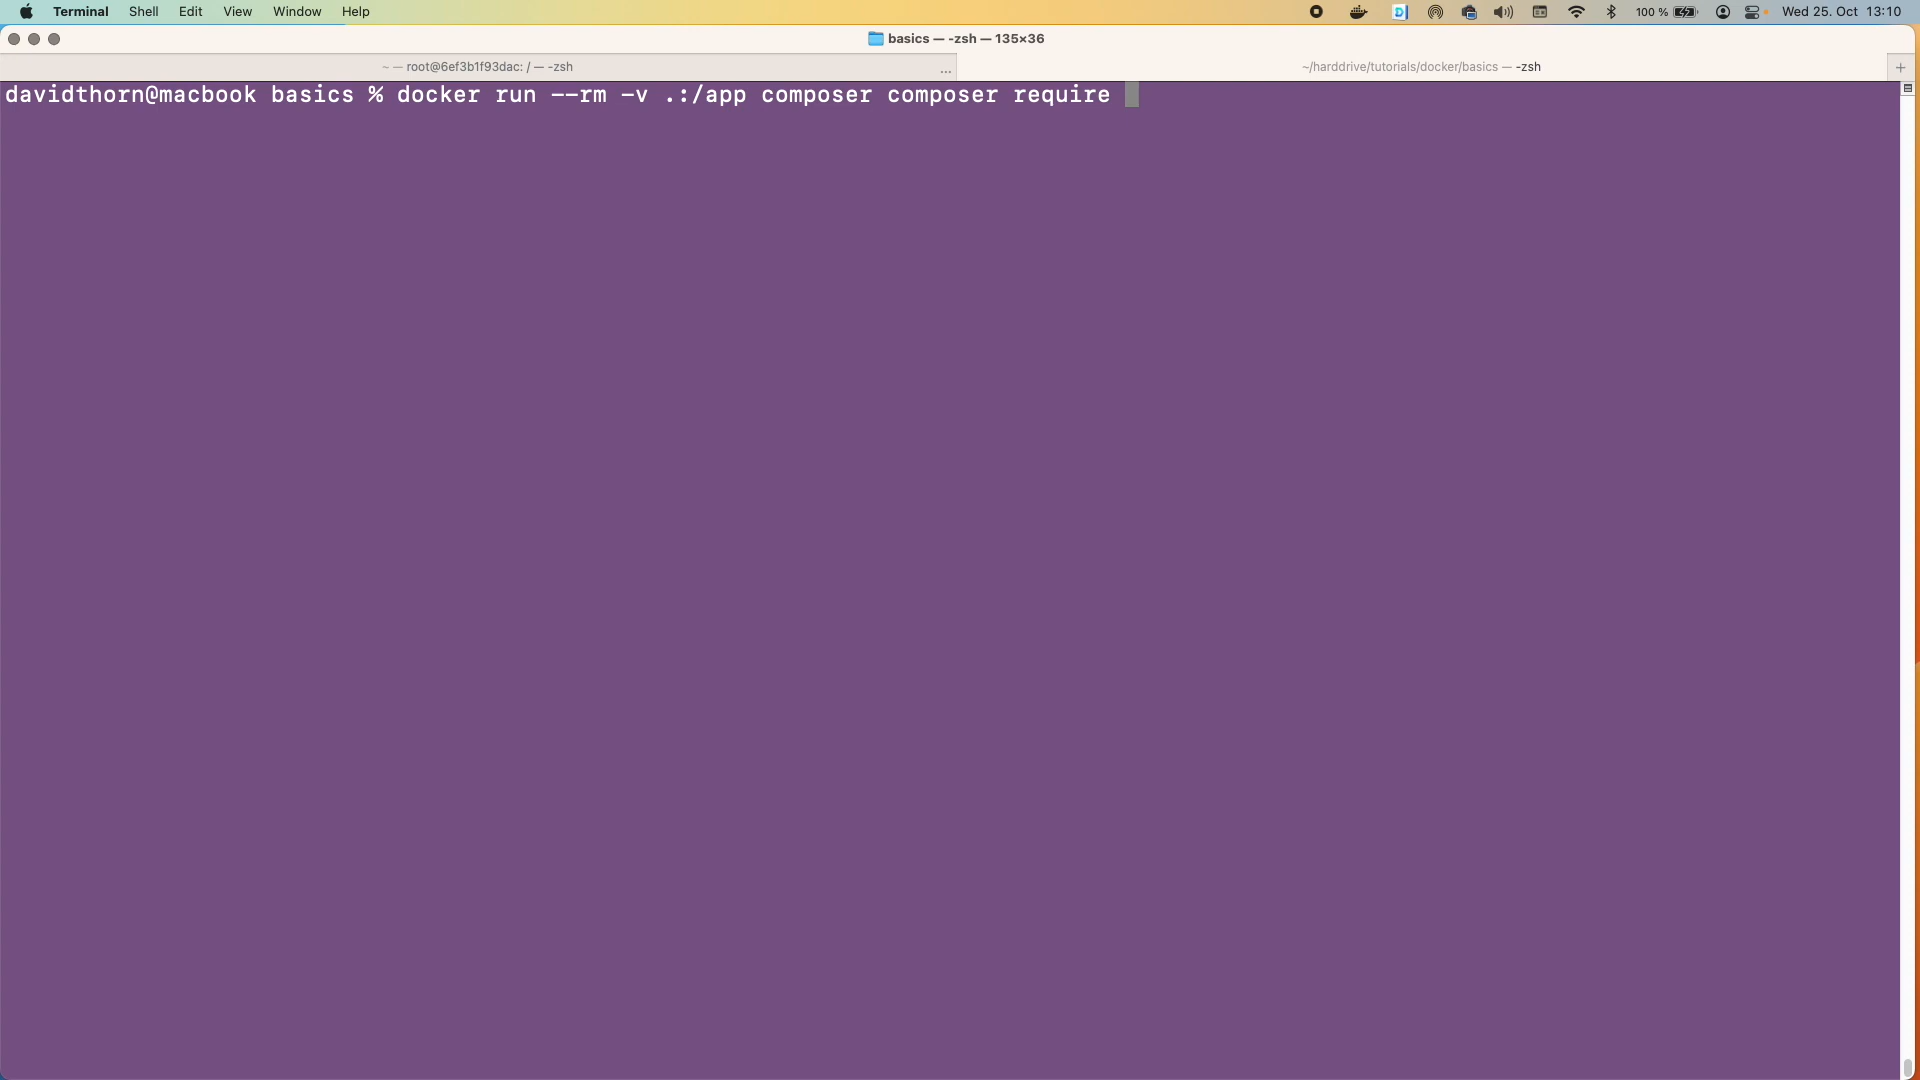 Terminal Shell Edit View Window Help 100 % Wed 25. Oct 13:10
basics — -zsh — 135×36
~ — root@6ef3b1f93dac: / — -zsh ... ~/harddrive/tutorials/docker/basics — -zsh +
davidthorn@macbook basics % docker run --rm -v .:/app composer composer require